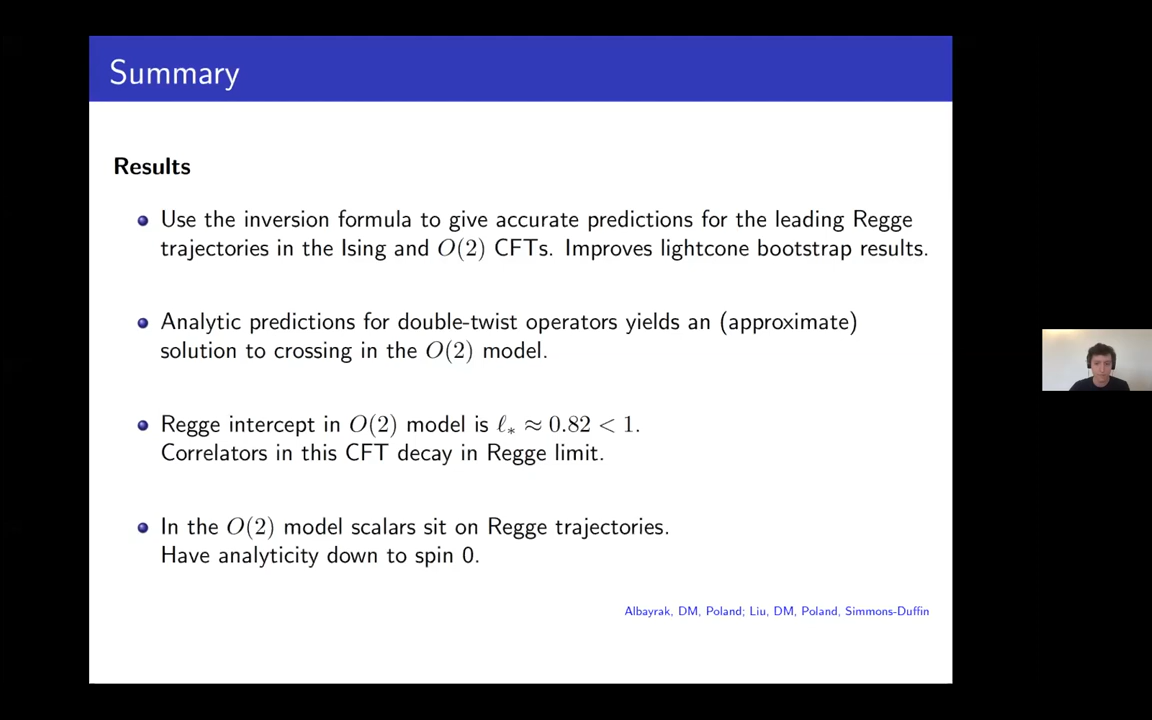 Summary
Results
Use the inversion formula to give accurate predictions for the leading Regge
trajectories in the Ising and O(2) CFTs. Improves lightcone bootstrap results.
Analytic predictions for double-twist operators yields an (approximate)
solution to crossing in the O(2) model.
Regge intercept in O(2) model is ℓ∗ ≈ 0.82 < 1.
Correlators in this CFT decay in Regge limit.
In the O(2) model scalars sit on Regge trajectories.
Have analyticity down to spin 0.
Albayrak, DM, Poland; Liu, DM, Poland, Simmons-Duffin